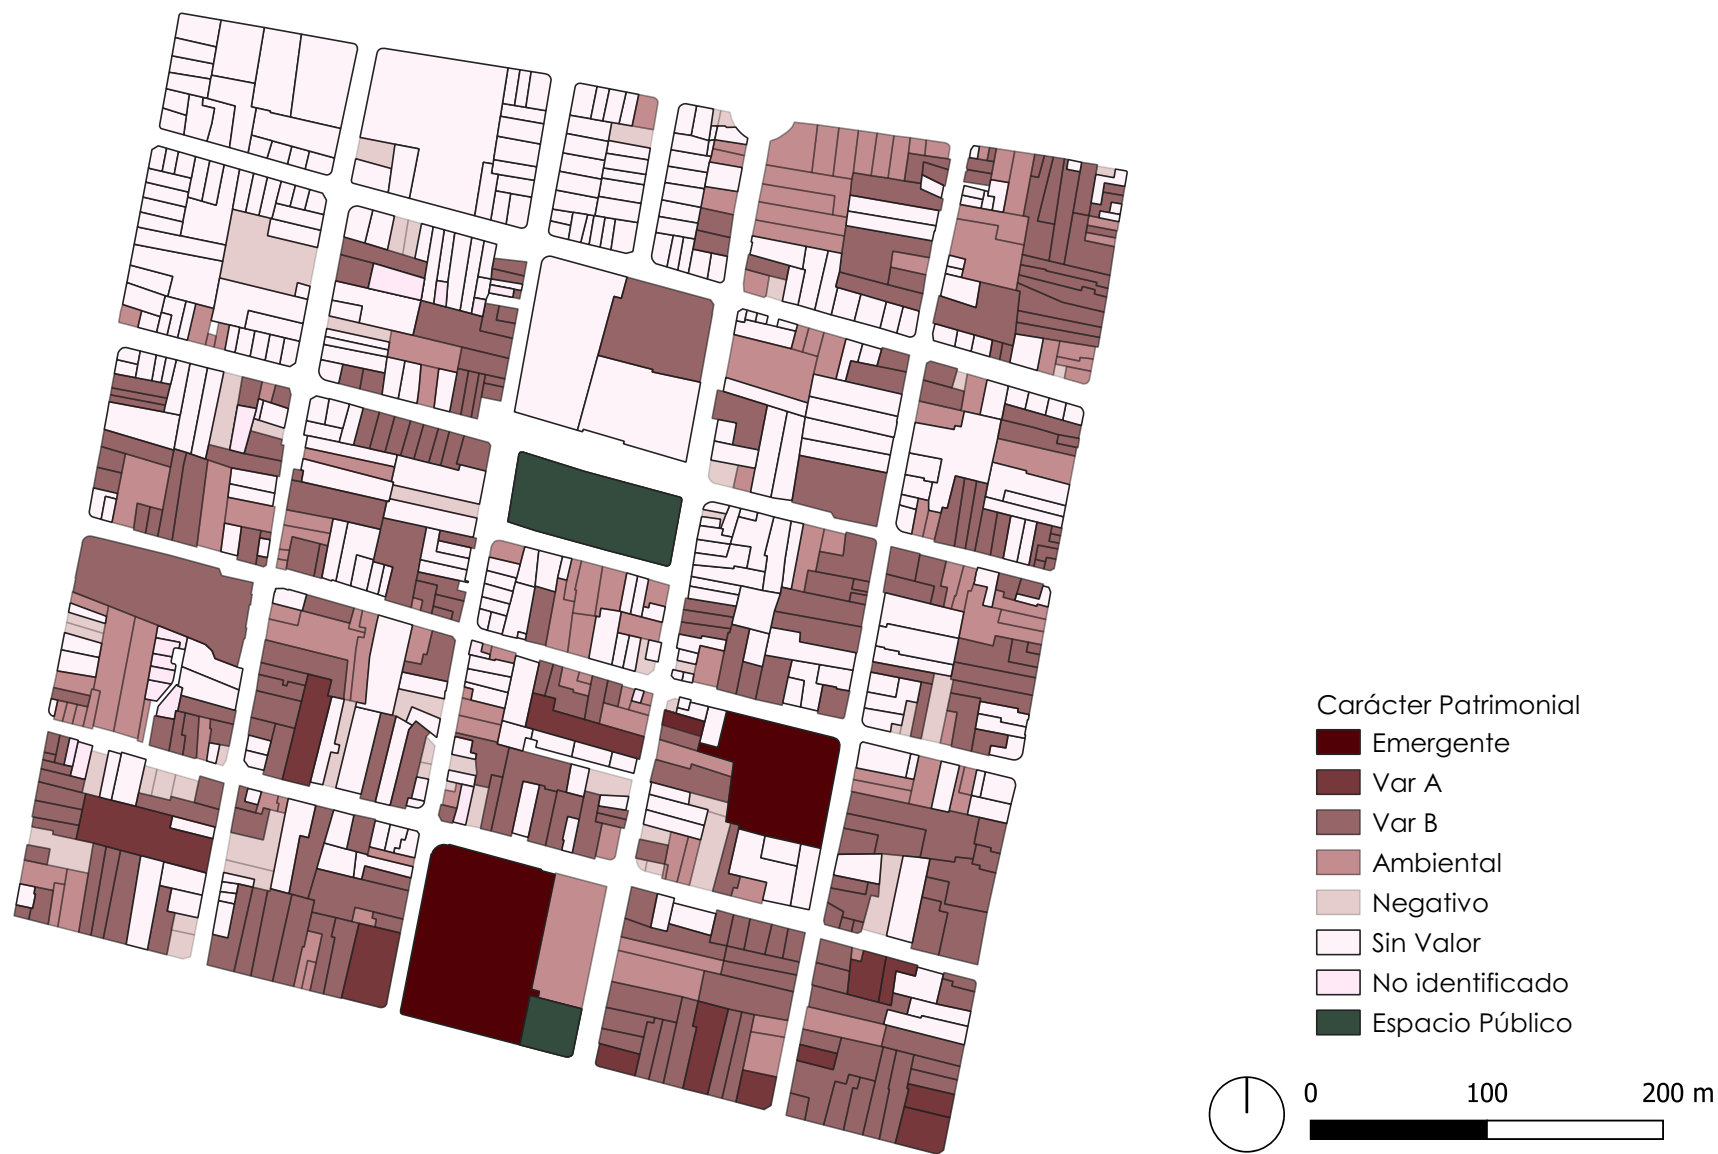 Carácter Patrimonial
Emergente
Var A
Var B
Ambiental
Negativo
Sin Valor
No identificado
Espacio Público
0 100 200 m